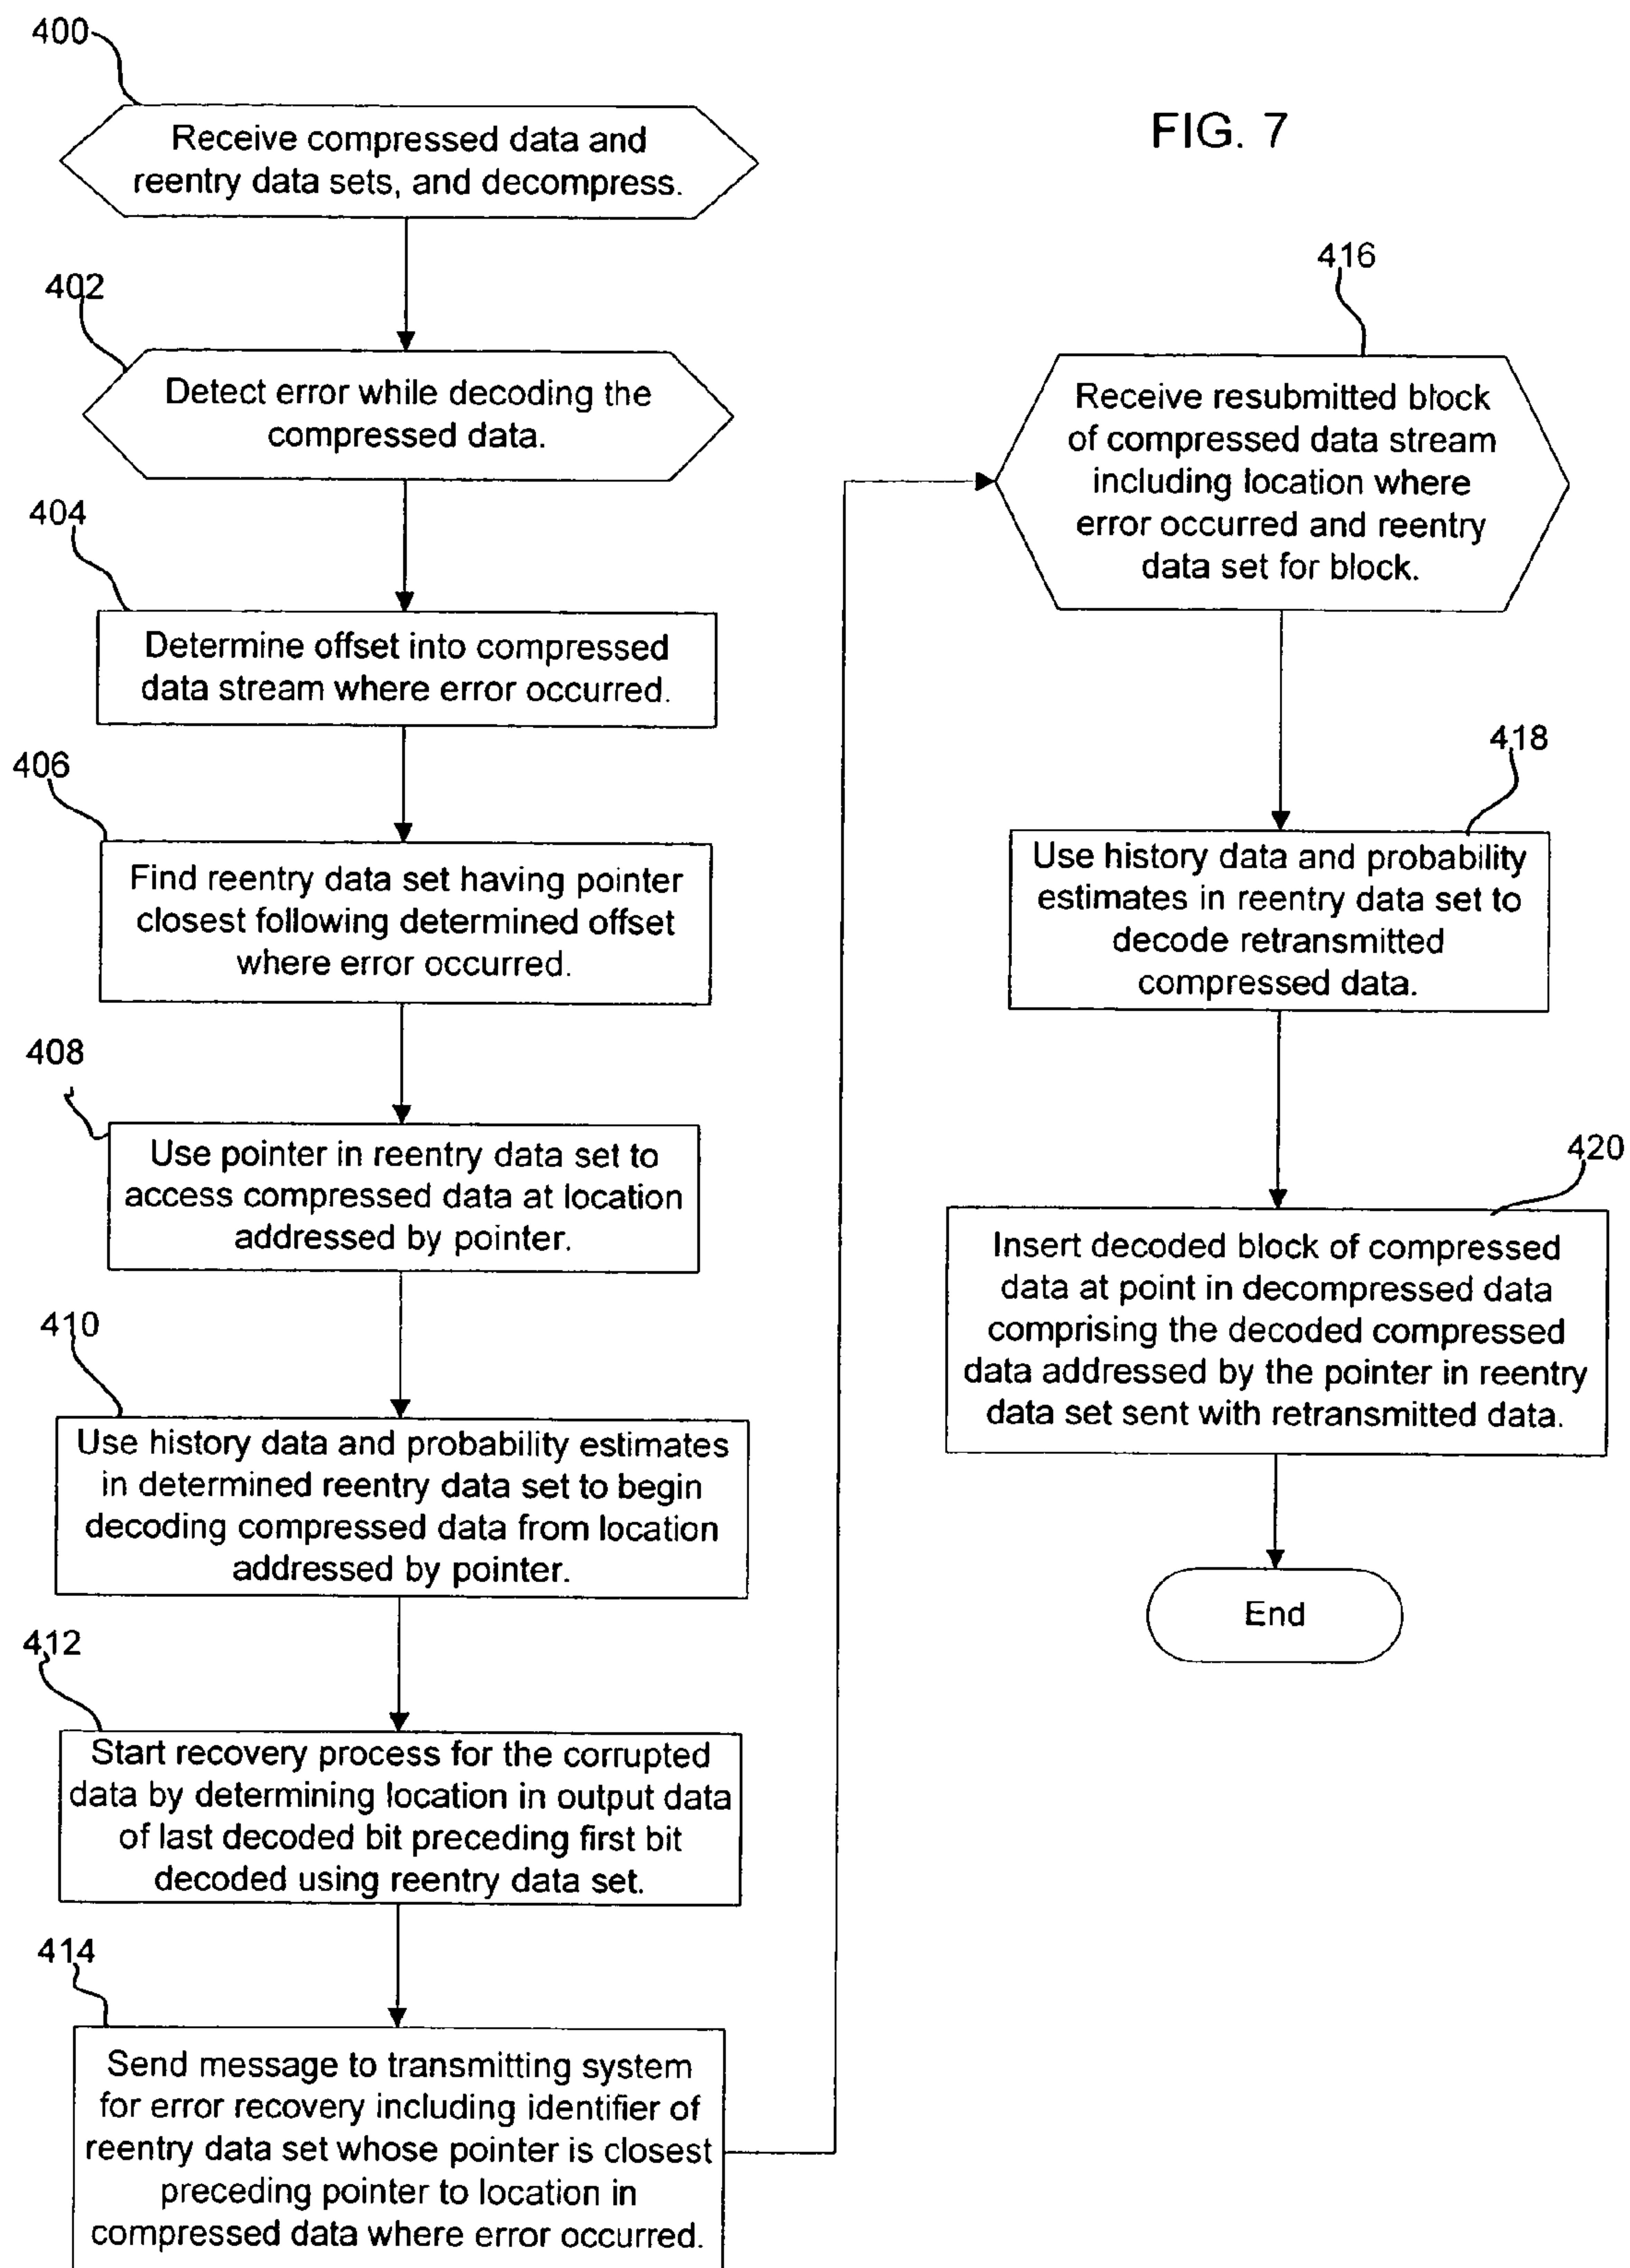 400
Receive compressed data and
reentry data sets, and decompress.
402
Detect error while decoding the
compressed data.
404
Determine offset into compressed
data stream where error occurred.
406
Find reentry data set having pointer
closest following determined offset
where error occurred.
408
Use pointer in reentry data set to
access compressed data at location
addressed by pointer.
410
Use history data and probability estimates
in determined reentry data set to begin
decoding compressed data from location
addressed by pointer.
412
Start recovery process for the corrupted
data by determining location in output data
of last decoded bit preceding first bit
decoded using reentry data set.
414
Send message to transmitting system
for error recovery including identifier of
reentry data set whose pointer is closest
preceding pointer to location in
compressed data where error occurred.
FIG. 7
416
Receive resubmitted block
of compressed data stream
including location where
error occurred and reentry
data set for block.
418
Use history data and probability
estimates in reentry data set to
decode retransmitted
compressed data.
420
Insert decoded block of compressed
data at point in decompressed data
comprising the decoded compressed
data addressed by the pointer in reentry
data set sent with retransmitted data.
End